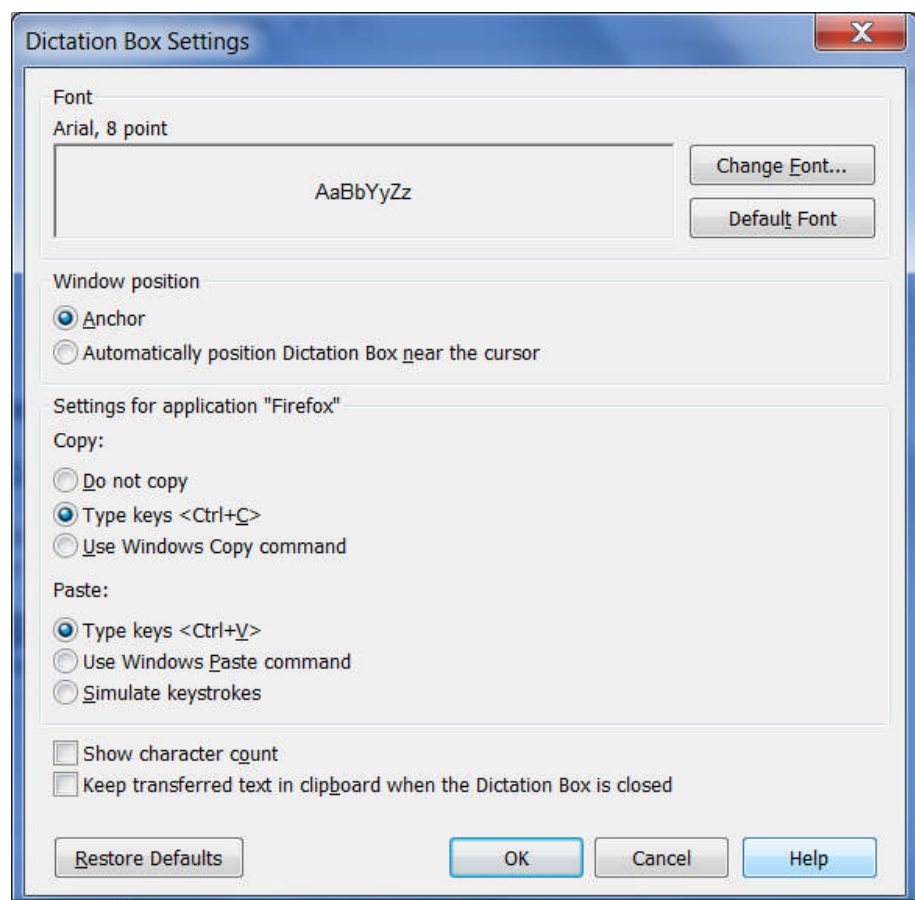 Dictation Box Settings
Font
Arial, 8 point
AaBbYyZz
Change Font...
Default Font
Window position
Anchor
Automatically position Dictation Box near the cursor
Settings for application "Firefox"
Copy:
Do not copy
Type keys <Ctrl+C>
Use Windows Copy command
Paste:
Type keys <Ctrl+V>
Use Windows Paste command
Simulate keystrokes
Show character count
Keep transferred text in clipboard when the Dictation Box is closed
Restore Defaults OK Cancel Help